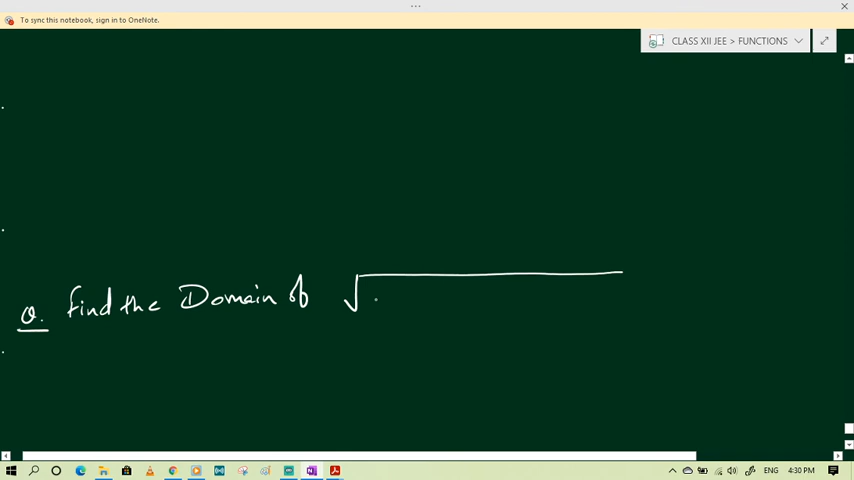 To sync this notebook, sign in to OneNote.
CLASS XII JEE > FUNCTIONS
Q. Find the Domain of √
ENG
4:30 PM